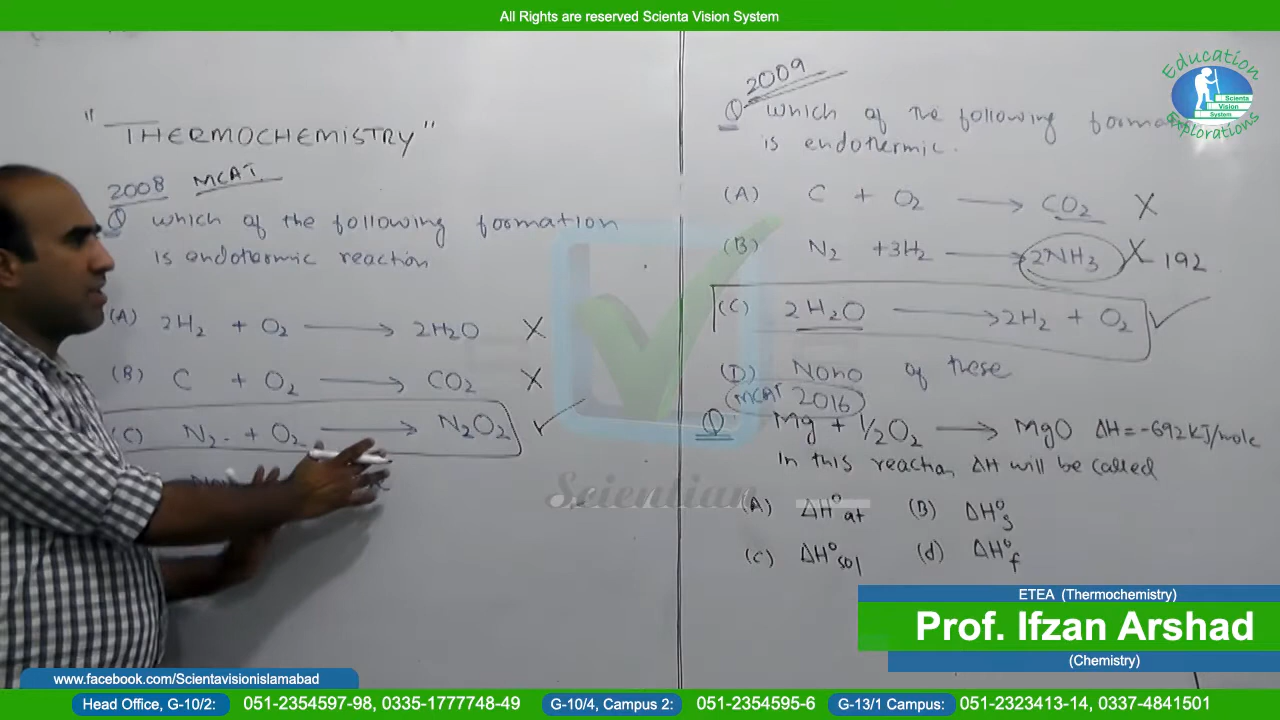 All Rights are reserved Scienta Vision System
Education
Scienta
Vision
System
Explorations
" THERMOCHEMISTRY"
2008 MCAT
Q which of the following formation
is endothermic reaction
(A) 2H₂ + O₂ → 2H₂O X
(B) C + O₂ → CO₂ X
(C) N₂ + O₂ → N₂O₂ ✓
2009
Q which of the following
is endothermic.
(A) C + O₂ → CO₂ X
(B) N₂ +3H₂ → 2NH₃ X 192
(C) 2H₂O → 2H₂ + O₂ ✓
(D) None of these
MCAT 2016
Q Mg + 1/2O₂ → MgO ΔH = -692KJ/mole
In this reaction ΔH will be called
(A) ΔH°at (B) ΔH°s
(C) ΔH°sol (d) ΔH°f
Scientian
ETEA (Thermochemistry)
Prof. Ifzan Arshad
(Chemistry)
www.facebook.com/Scientavisionislamabad
Head Office, G-10/2: 051-2354597-98, 0335-1777748-49 G-10/4, Campus 2: 051-2354595-6 G-13/1 Campus: 051-2323413-14, 0337-4841501